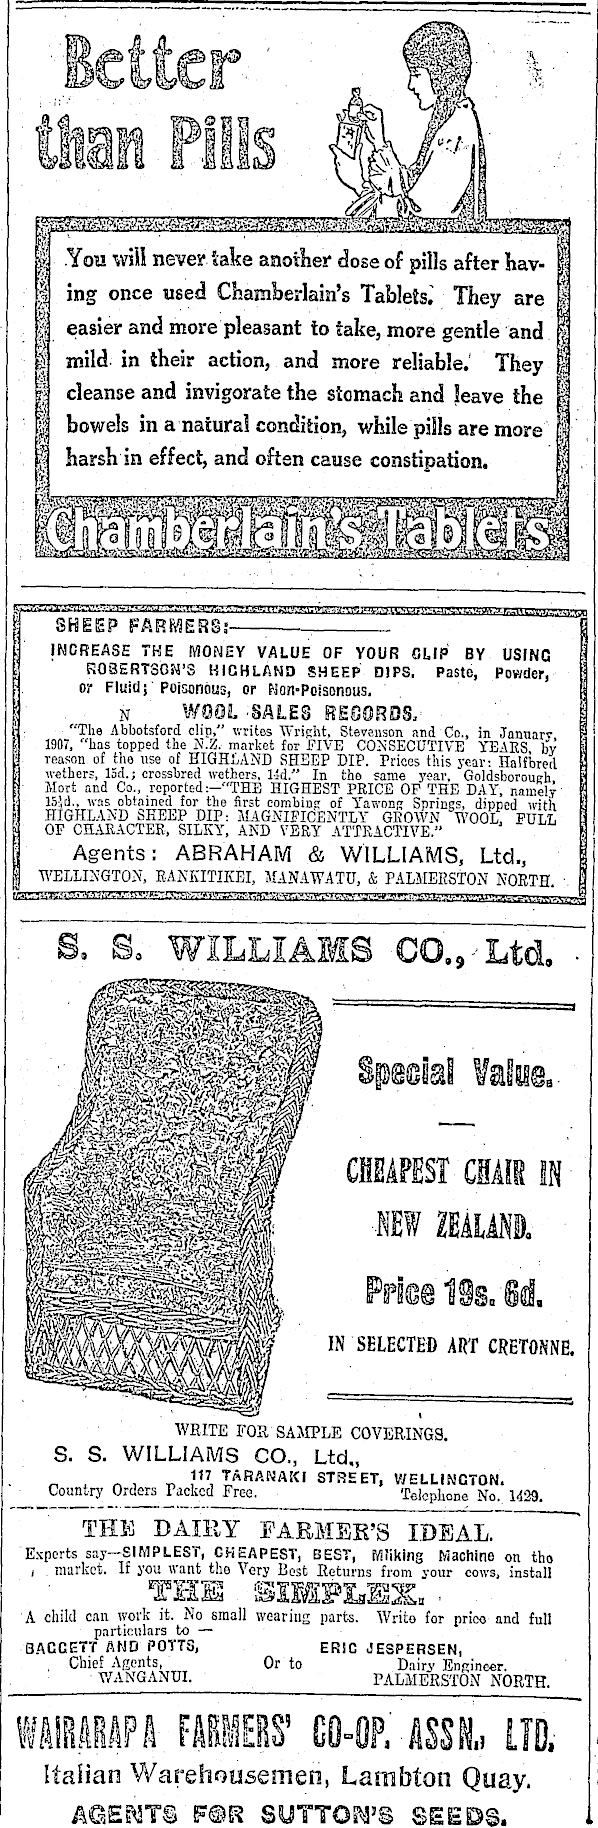 Better
than Pills
You will never take another dose of pills after hav-
ing once used Chamberlain's Tablets. They are
easier and more pleasant to take, more gentle and
mild in their action, and more reliable. They
cleanse and invigorate the stomach and leave the
bowels in a natural condition, while pills are more
harsh in effect, and often cause constipation.
Chamberlain's Tablets
SHEEP FARMERS:—
INCREASE THE MONEY VALUE OF YOUR CLIP BY USING
ROBERTSON'S HIGHLAND SHEEP DIPS. Paste, Powder,
or Fluid; Poisonous, or Non-Poisonous.
N WOOL SALES RECORDS.
"The Abbotsford clip," writes Wright, Stevenson and Co., in January,
1907, "has topped the N.Z. market for FIVE CONSECUTIVE YEARS, by
reason of the use of HIGHLAND SHEEP DIP. Prices this year: Halfbred
wethers, 15d.; crossbred wethers, 14d." In the same year, Goldsborough,
Mort and Co., reported:—"THE HIGHEST PRICE OF THE DAY, namely
15½d., was obtained for the first combing of Yawong Springs, dipped with
HIGHLAND SHEEP DIP: MAGNIFICENTLY GROWN WOOL, FULL
OF CHARACTER, SILKY, AND VERY ATTRACTIVE."
Agents: ABRAHAM & WILLIAMS, Ltd.,
WELLINGTON, RANKITIKEI, MANAWATU, & PALMERSTON NORTH.
S. S. WILLIAMS CO., Ltd.
Special Value.
CHEAPEST CHAIR IN
NEW ZEALAND.
Price 19s. 6d.
IN SELECTED ART CRETONNE.
WRITE FOR SAMPLE COVERINGS.
S. S. WILLIAMS CO., Ltd.,
117 TARANAKI STREET, WELLINGTON.
Country Orders Packed Free. Telephone No. 1429.
THE DAIRY FARMER'S IDEAL.
Experts say—SIMPLEST, CHEAPEST, BEST, Milking Machine on the
market. If you want the Very Best Returns from your cows, install
THE SIMPLEX.
A child can work it. No small wearing parts. Write for price and full
particulars to —
BAGGETT AND POTTS, ERIC JESPERSEN,
Chief Agents, Or to Dairy Engineer.
WANGANUI. PALMERSTON NORTH.
WAIRARAPA FARMERS' CO-OP. ASSN., LTD.
Italian Warehousemen, Lambton Quay.
AGENTS FOR SUTTON'S SEEDS.